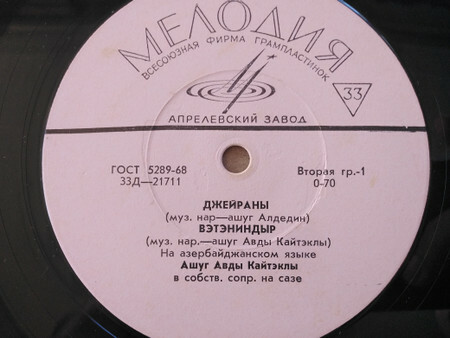 МЕЛОДИЯ
ВСЕСОЮЗНАЯ ФИРМА ГРАМПЛАСТИНОК
33
АПРЕЛЕВСКИЙ ЗАВОД
ГОСТ 5289-68 Вторая гр.-1
33Д—21711 0-70
ДЖЕЙРАНЫ
(муз. нар—ашуг Алдедин)
ВЭТЭНИНДЫР
(муз. нар.—ашуг Авды Кайтэклы)
На азербайджанском языке
Ашуг Авды Кайтэклы
в собств. сопр. на сазе